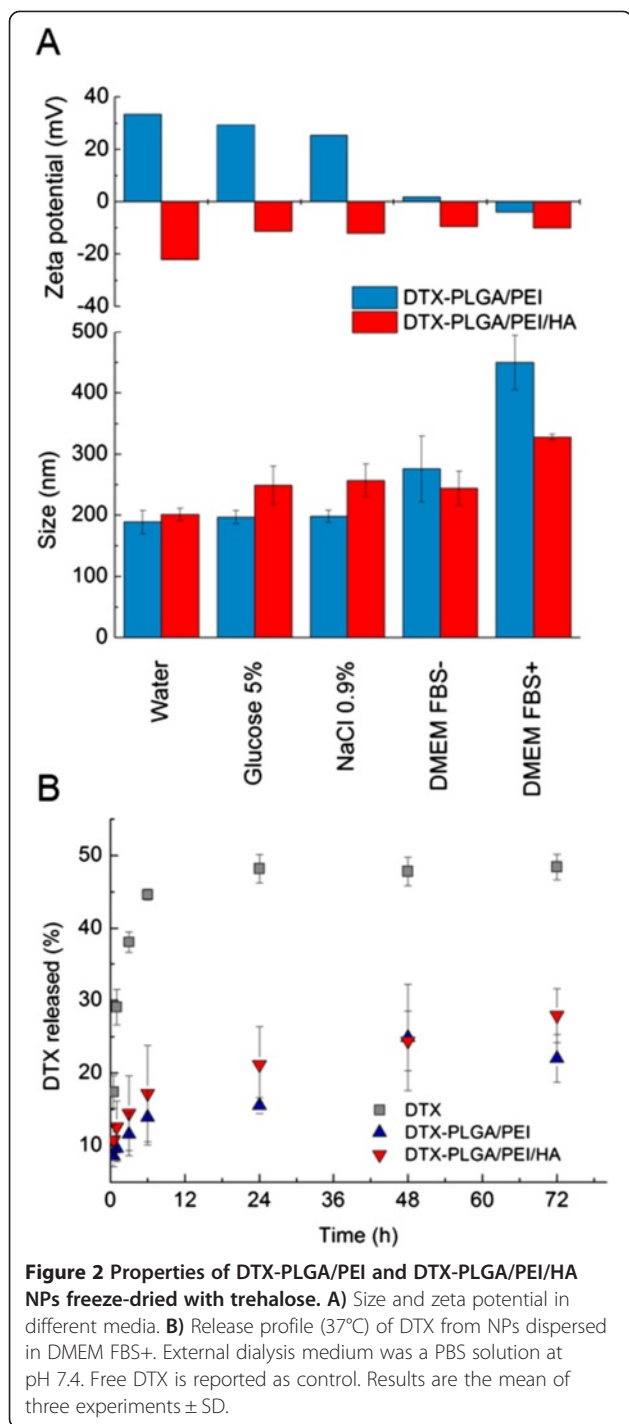 A
Zeta potential (mV)
40
20
0
-20
-40
DTX-PLGA/PEI
DTX-PLGA/PEI/HA
Size (nm)
500
400
300
200
100
0
Water
Glucose 5%
NaCl 0.9%
DMEM FBS-
DMEM FBS+
B
DTX released (%)
50
40
30
20
10
DTX
DTX-PLGA/PEI
DTX-PLGA/PEI/HA
0 12 24 36 48 60 72
Time (h)
Figure 2 Properties of DTX-PLGA/PEI and DTX-PLGA/PEI/HA
NPs freeze-dried with trehalose. A) Size and zeta potential in
different media. B) Release profile (37°C) of DTX from NPs dispersed
in DMEM FBS+. External dialysis medium was a PBS solution at
pH 7.4. Free DTX is reported as control. Results are the mean of
three experiments ± SD.